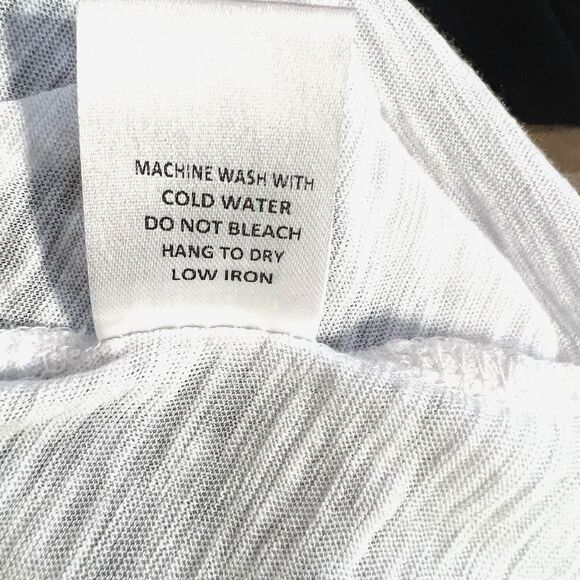 MACHINE WASH WITH
COLD WATER
DO NOT BLEACH
HANG TO DRY
LOW IRON